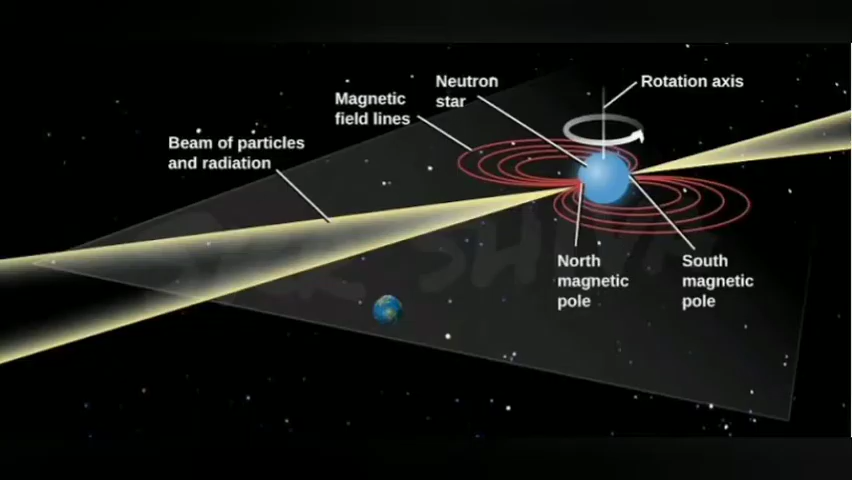 Neutron
star
Rotation axis
Magnetic
field lines
Beam of particles
and radiation
North
magnetic
pole
South
magnetic
pole